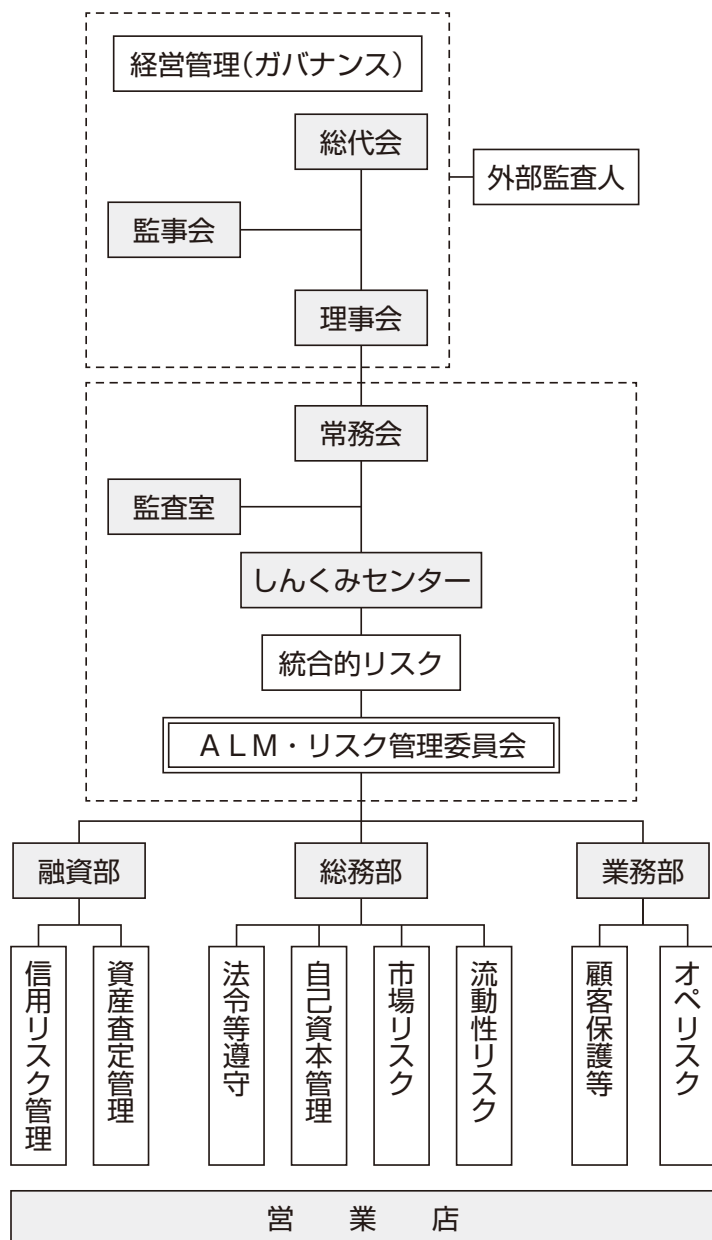 経営管理（ガバナンス）
総代会
外部監査人
監事会
理事会
常務会
監査室
しんくみセンター
統合的リスク
ＡＬＭ・リスク管理委員会
融資部
総務部
業務部
信用リスク管理
資産査定管理
法令等遵守
自己資本管理
市場リスク
流動性リスク
顧客保護等
オペリスク
営　業　店